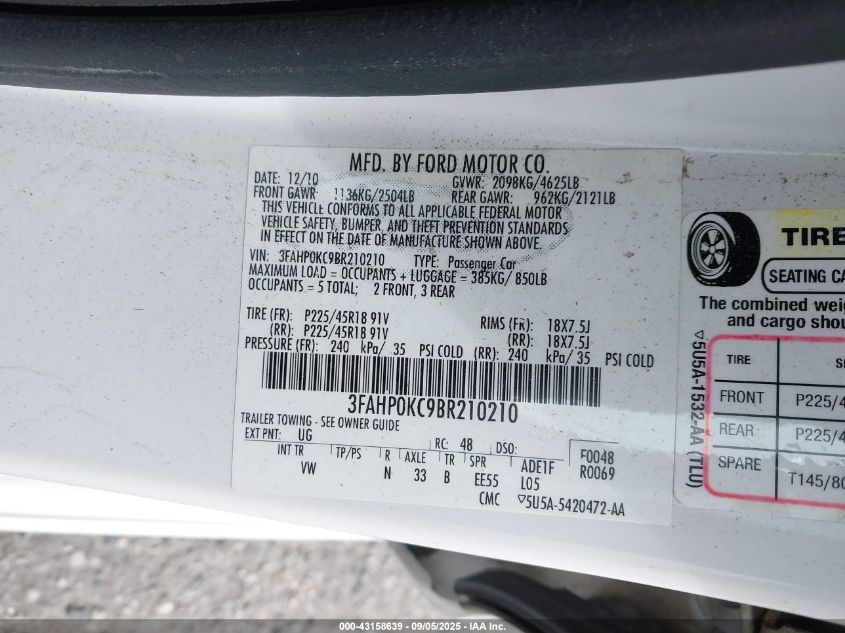 MFD. BY FORD MOTOR CO.
DATE: 12/10 GVWR: 2098KG/4625LB
FRONT GAWR: 1136KG/2504LB REAR GAWR: 962KG/2121LB
THIS VEHICLE CONFORMS TO ALL APPLICABLE FEDERAL MOTOR
VEHICLE SAFETY, BUMPER, AND THEFT PREVENTION STANDARDS
IN EFFECT ON THE DATE OF MANUFACTURE SHOWN ABOVE.
VIN: 3FAHP0KC9BR210210 TYPE: Passenger Car
MAXIMUM LOAD = OCCUPANTS + LUGGAGE = 385KG/ 850LB
OCCUPANTS = 5 TOTAL; 2 FRONT, 3 REAR
TIRE (FR): P225/45R18 91V RIMS (FR): 18X7.5J
(RR): P225/45R18 91V (RR): 18X7.5J
PRESSURE (FR): 240 kPa/ 35 PSI COLD (RR): 240 kPa/ 35 PSI COLD
3FAHP0KC9BR210210
TRAILER TOWING - SEE OWNER GUIDE
EXT PNT: UG RC: 48 DSO: F0048
R0069
INT TR TP/PS R AXLE TR SPR ADE1F
VW N 33 B EE55 L05
CMC ▽5U5A-5420472-AA
TIRE
SEATING CA
The combined weig
and cargo shou
▽5U5A-1532-AA (TLU)
TIRE S
FRONT P225/4
REAR P225/4
SPARE T145/80
000-43158639 - 09/05/2025 - IAA Inc.